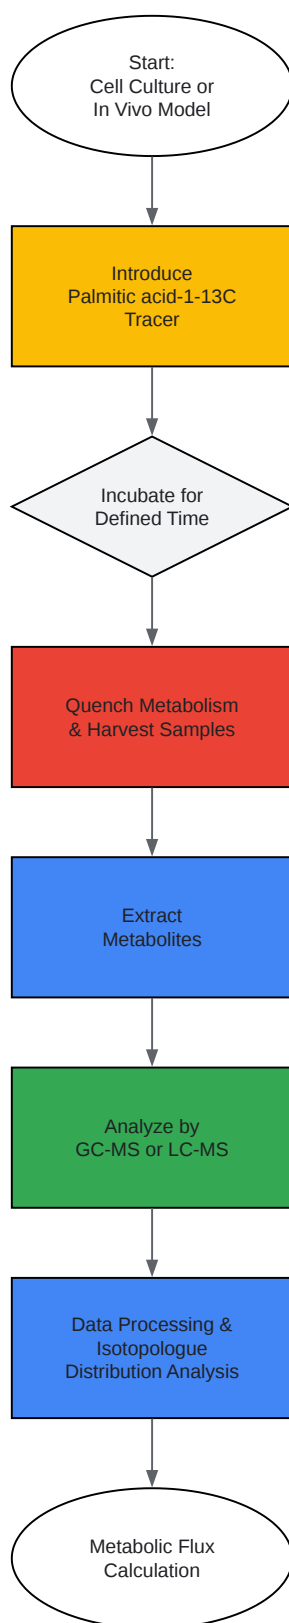 Start:
Cell Culture or
In Vivo Model
Introduce
Palmitic acid-1-13C
Tracer
Incubate for
Defined Time
Quench Metabolism
& Harvest Samples
Extract
Metabolites
Analyze by
GC-MS or LC-MS
Data Processing &
Isotopologue
Distribution Analysis
Metabolic Flux
Calculation